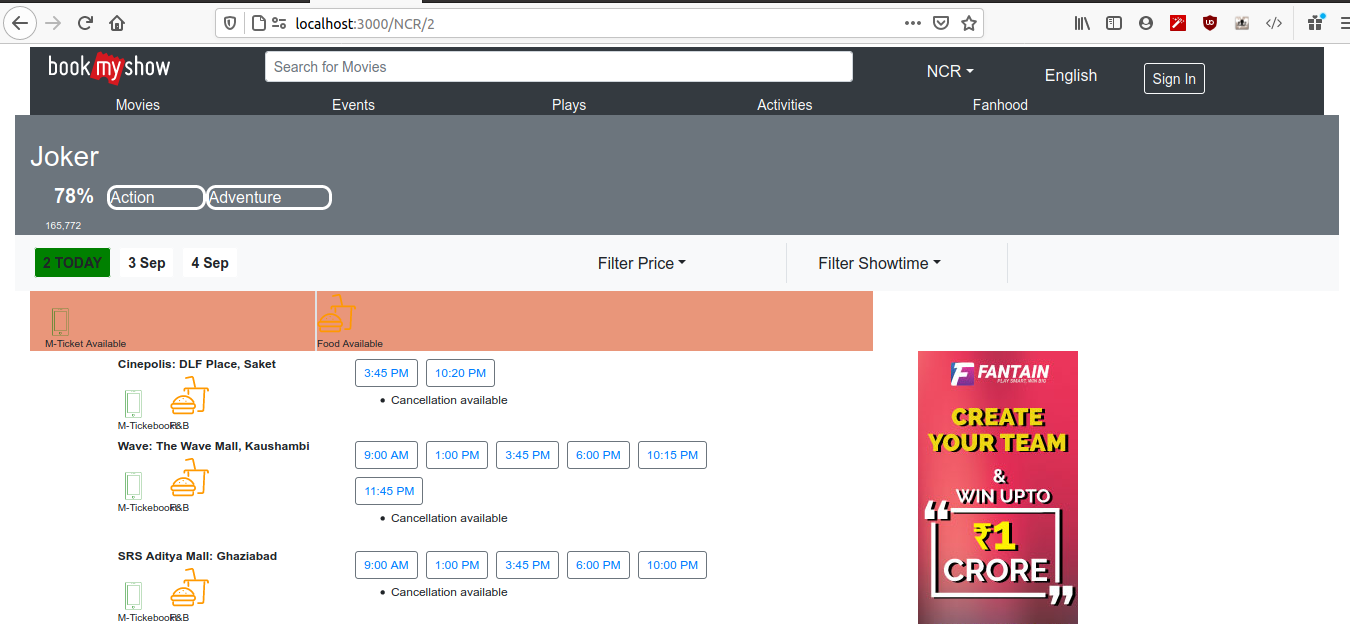 localhost:3000/NCR/2
book my show
Search for Movies
NCR
English
Sign In
Movies Events Plays Activities Fanhood
Joker
78% Action Adventure
165,772
2 TODAY 3 Sep 4 Sep Filter Price Filter Showtime
M-Ticket Available Food Available
Cinepolis: DLF Place, Saket
3:45 PM 10:20 PM
Cancellation available
M-Tickebook F&B
Wave: The Wave Mall, Kaushambi
9:00 AM 1:00 PM 3:45 PM 6:00 PM 10:15 PM
11:45 PM
Cancellation available
M-Tickebook F&B
SRS Aditya Mall: Ghaziabad
9:00 AM 1:00 PM 3:45 PM 6:00 PM 10:00 PM
Cancellation available
M-Tickebook F&B
FANTAIN
PLAY SMART, WIN BIG
CREATE
YOUR TEAM
&
WIN UPTO
₹1
CRORE